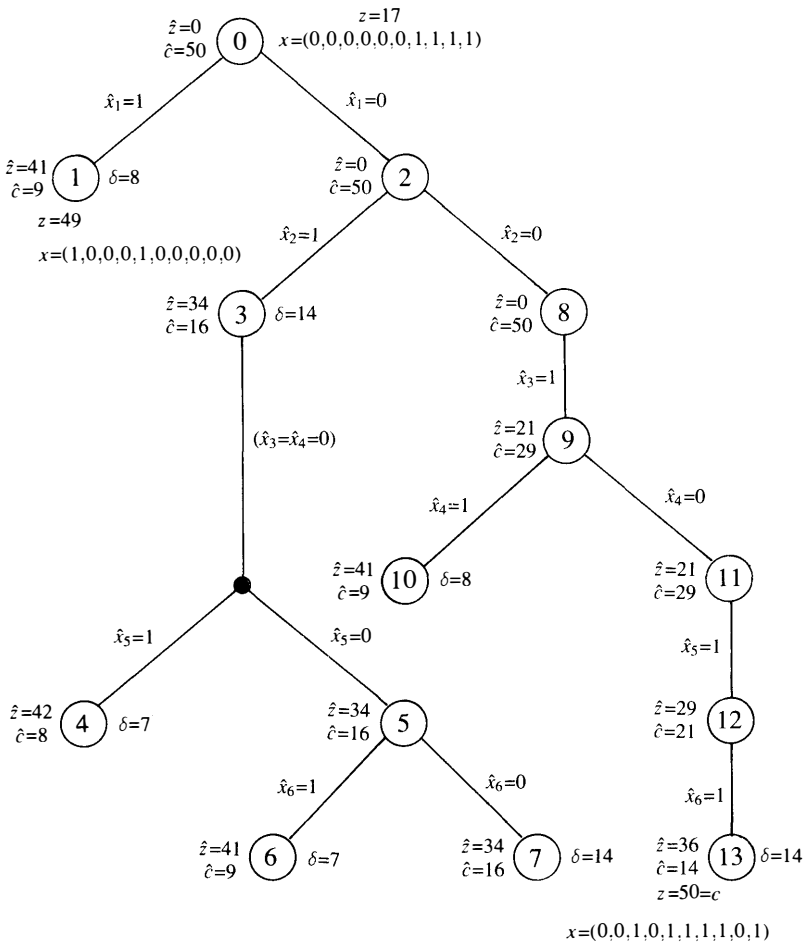 z=17
ẑ=0
ĉ=50
0
x=(0,0,0,0,0,0,1,1,1,1)
x̂₁=1
x̂₁=0
ẑ=41
ĉ=9
1
δ=8
z=49
x=(1,0,0,0,1,0,0,0,0,0)
ẑ=0
ĉ=50
2
x̂₂=1
x̂₂=0
ẑ=34
ĉ=16
3
δ=14
ẑ=0
ĉ=50
8
x̂₃=1
(x̂₃=x̂₄=0)
ẑ=21
ĉ=29
9
x̂₄=1
x̂₄=0
ẑ=41
ĉ=9
10
δ=8
ẑ=21
ĉ=29
11
x̂₅=1
x̂₅=0
x̂₅=1
ẑ=42
ĉ=8
4
δ=7
ẑ=34
ĉ=16
5
ẑ=29
ĉ=21
12
x̂₆=1
x̂₆=0
x̂₆=1
ẑ=41
ĉ=9
6
δ=7
ẑ=34
ĉ=16
7
δ=14
ẑ=36
ĉ=14
13
δ=14
z=50=c
x=(0,0,1,0,1,1,1,1,0,1)